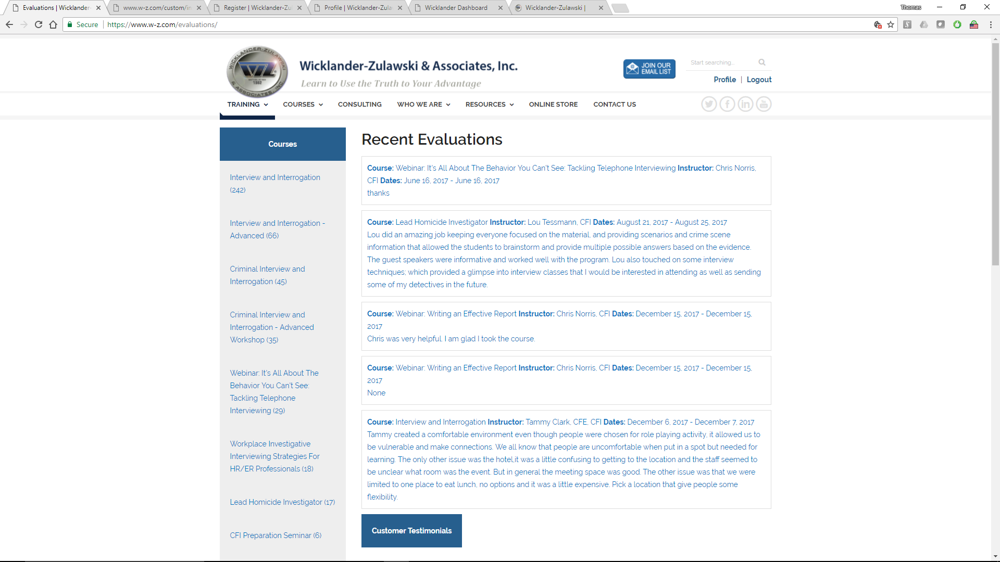 Evaluations | Wicklander-
www.w-z.com/custom/in
Register | Wicklander-Zu
Profile | Wicklander-Zula
Wicklander Dashboard
Wicklander-Zulawski |
Thomas
Secure
https://www.w-z.com/evaluations/
WICKLANDER-ZULAWSKI
WZ
ESTABLISHED
1982
& ASSOCIATES, INC
Wicklander-Zulawski & Associates, Inc.
Learn to Use the Truth to Your Advantage
JOIN OUR
EMAIL LIST
Start searching...
Profile | Logout
TRAINING COURSES CONSULTING WHO WE ARE RESOURCES ONLINE STORE CONTACT US
Courses
Interview and Interrogation
(242)
Interview and Interrogation -
Advanced (66)
Criminal Interview and
Interrogation (45)
Criminal Interview and
Interrogation - Advanced
Workshop (35)
Webinar: It's All About The
Behavior You Can't See:
Tackling Telephone
Interviewing (29)
Workplace Investigative
Interviewing Strategies For
HR/ER Professionals (18)
Lead Homicide Investigator (17)
CFI Preparation Seminar (6)
Recent Evaluations
Course: Webinar: It's All About The Behavior You Can't See: Tackling Telephone Interviewing Instructor: Chris Norris,
CFI Dates: June 16, 2017 - June 16, 2017
thanks
Course: Lead Homicide Investigator Instructor: Lou Tessmann, CFI Dates: August 21, 2017 - August 25, 2017
Lou did an amazing job keeping everyone focused on the material, and providing scenarios and crime scene
information that allowed the students to brainstorm and provide multiple possible answers based on the evidence.
The guest speakers were informative and worked well with the program. Lou also touched on some interview
techniques; which provided a glimpse into interview classes that I would be interested in attending as well as sending
some of my detectives in the future.
Course: Webinar: Writing an Effective Report Instructor: Chris Norris, CFI Dates: December 15, 2017 - December 15,
2017
Chris was very helpful. I am glad I took the course.
Course: Webinar: Writing an Effective Report Instructor: Chris Norris, CFI Dates: December 15, 2017 - December 15,
2017
None
Course: Interview and Interrogation Instructor: Tammy Clark, CFE, CFI Dates: December 6, 2017 - December 7, 2017
Tammy created a comfortable environment even though people were chosen for role playing activity, it allowed us to
be vulnerable and make connections. We all know that people are uncomfortable when put in a spot but needed for
learning. The only other issue was the hotel,it was a little confusing to getting to the location and the staff seemed to
be unclear what room was the event. But in general the meeting space was good. The other issue was that we were
limited to one place to eat lunch, no options and it was a little expensive. Pick a location that give people some
flexibility.
Customer Testimonials